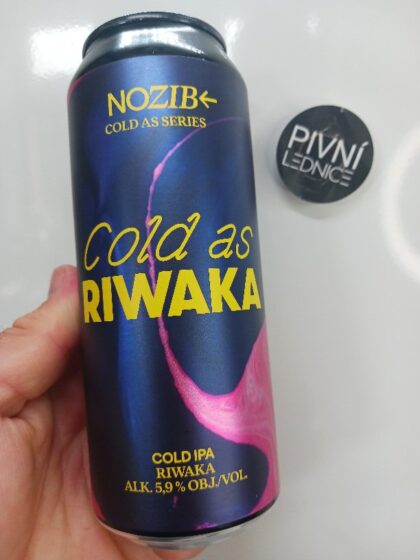 NOZIB←
COLD AS SERIES
Cold as
RIWAKA
COLD IPA
RIWAKA
ALK. 5,9 % OBJ./VOL.
PIVNÍ
LEDNICE